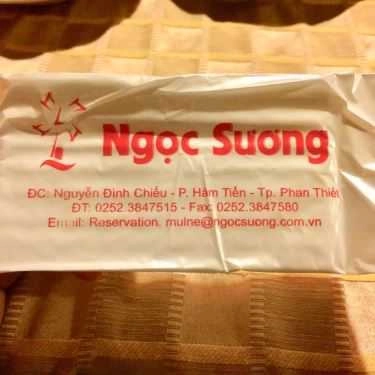 Ngọc Sương
ĐC: Nguyễn Đình Chiểu - P. Hàm Tiến - Tp. Phan Thiết
ĐT: 0252.3847515 - Fax: 0252.3847580
Email: Reservation. mulne@ngocsuong.com.vn